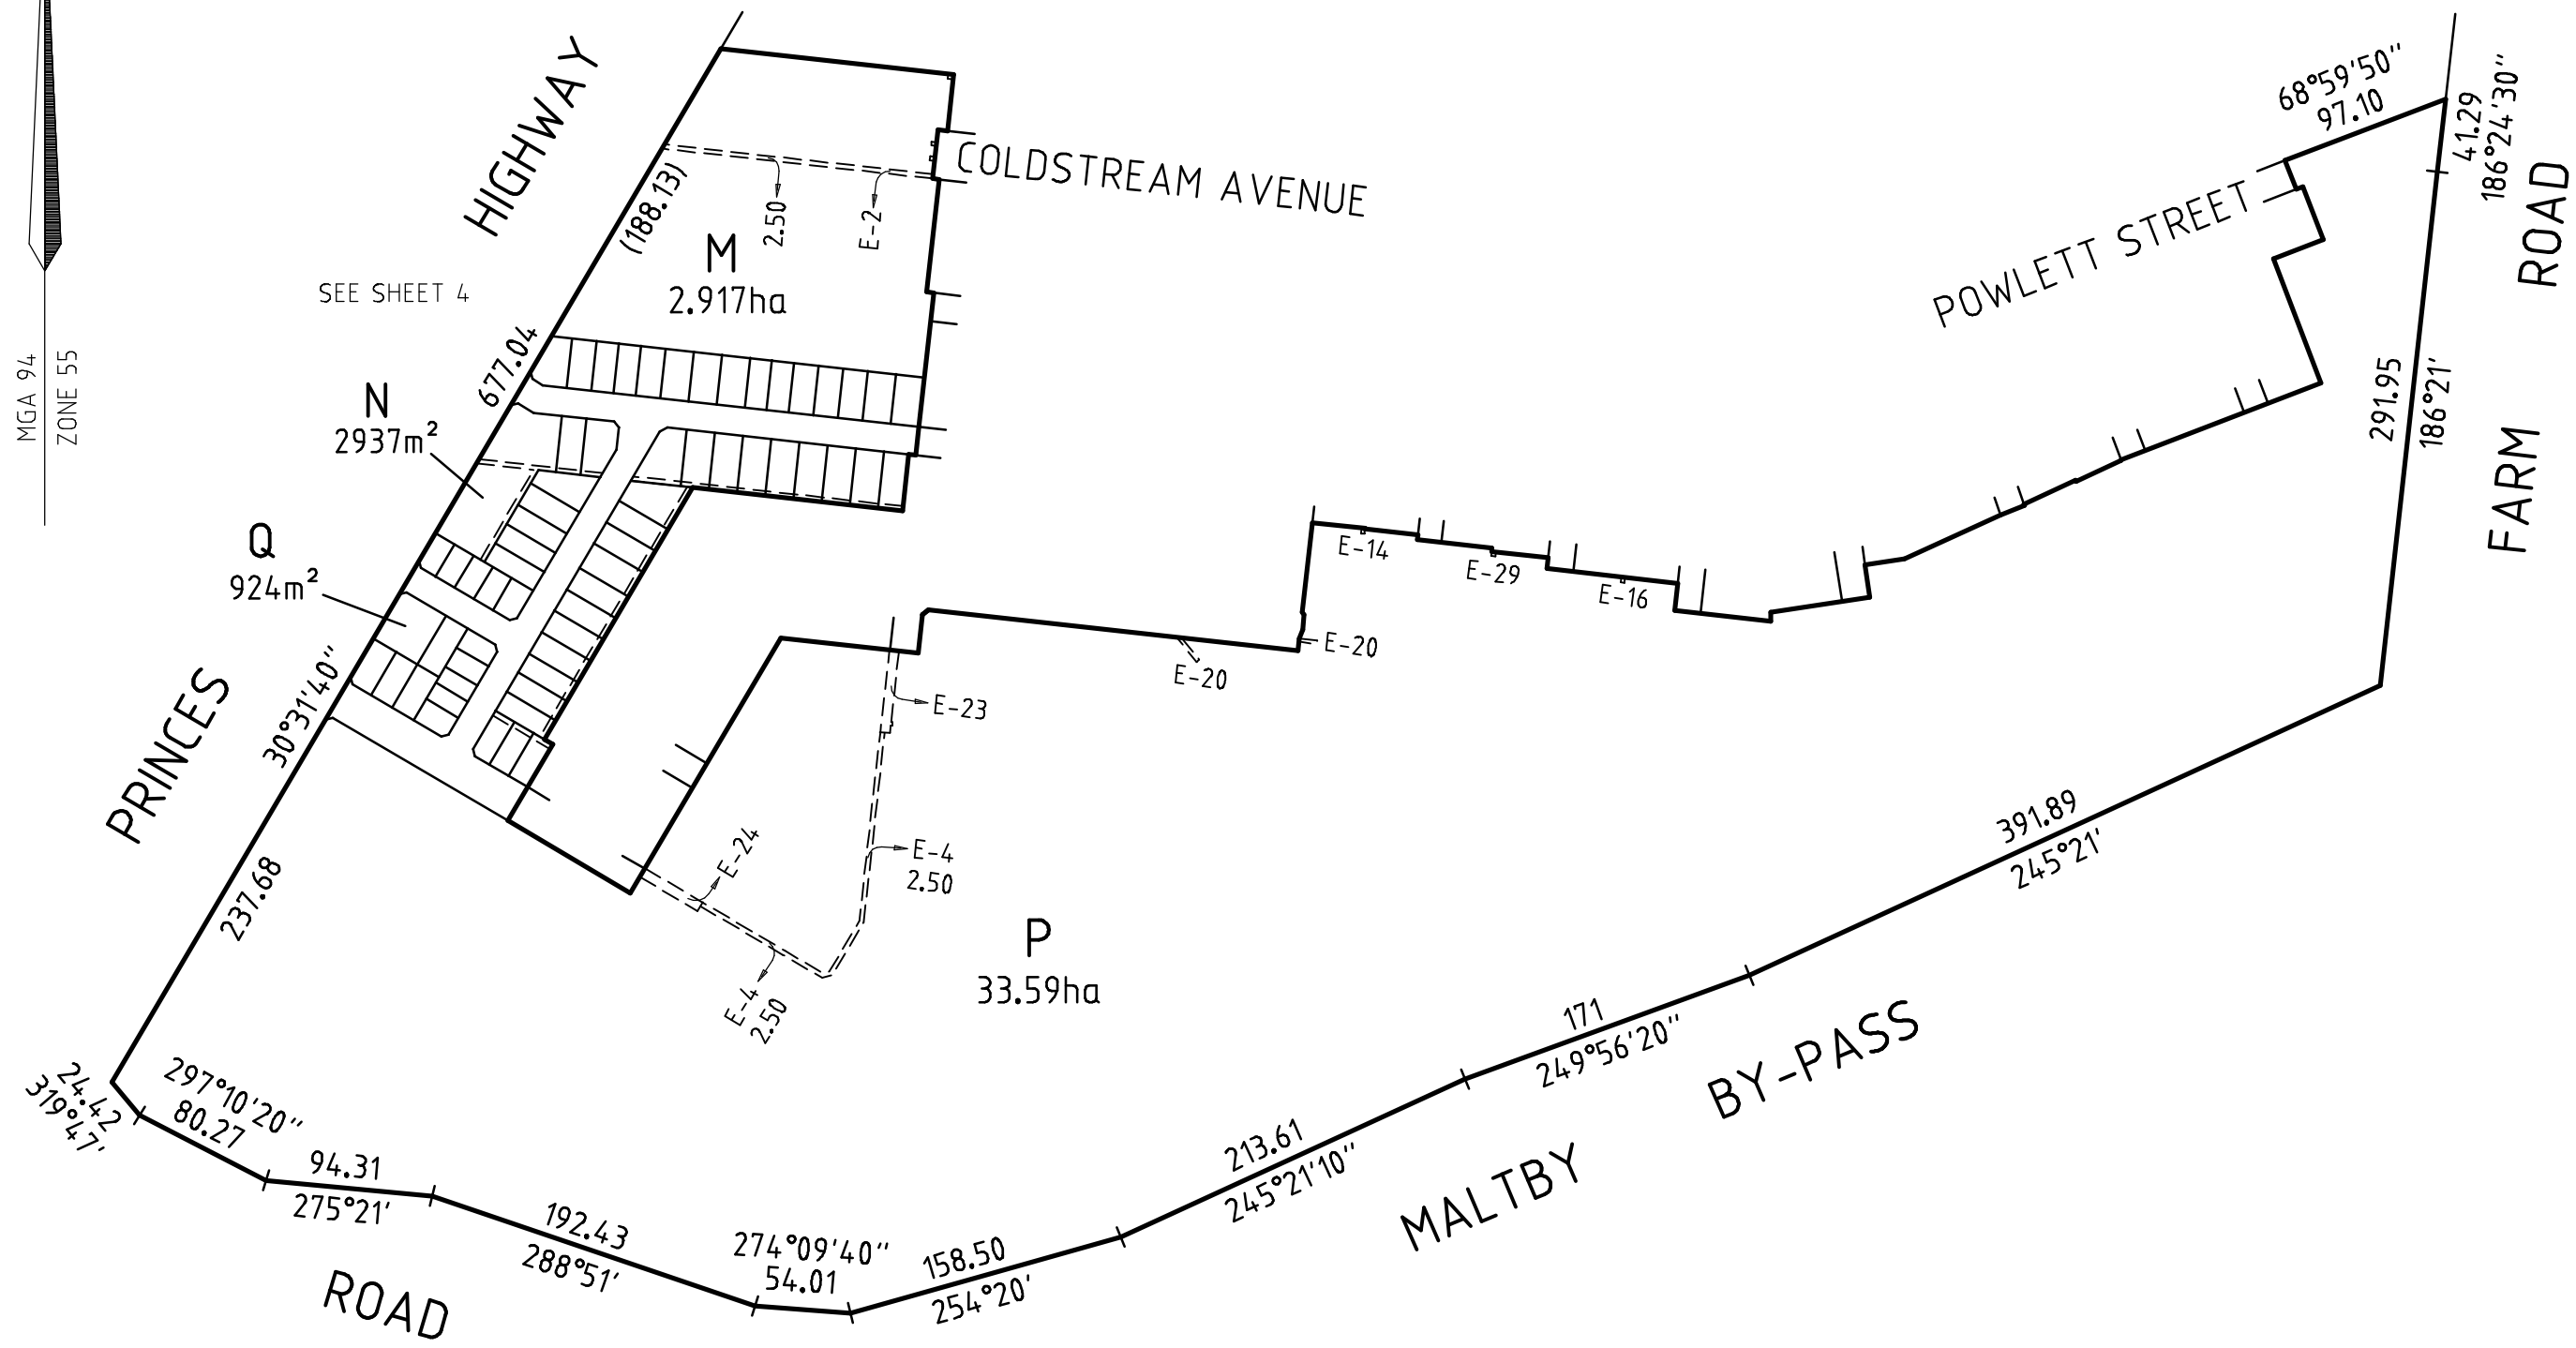 MGA 94
ZONE 55
HIGHWAY
PRINCES
SEE SHEET 4
(188.13)
677.04
M
2.917ha
2.50
E-2
COLDSTREAM AVENUE
N
2937m²
Q
924m²
30°31'40"
237.68
24.42
319°47'
297°10'20"
80.27
94.31
275°21'
192.43
288°51'
274°09'40"
54.01
158.50
254°20'
213.61
245°21'10"
171
249°56'20"
391.89
245°21'
291.95
186°21'
41.29
186°24'30"
68°59'50"
97.10
POWLETT STREET
FARM ROAD
E-14
E-29
E-16
E-20
E-20
E-23
E-24
E-4
2.50
E-4
2.50
P
33.59ha
MALTBY BY-PASS
ROAD